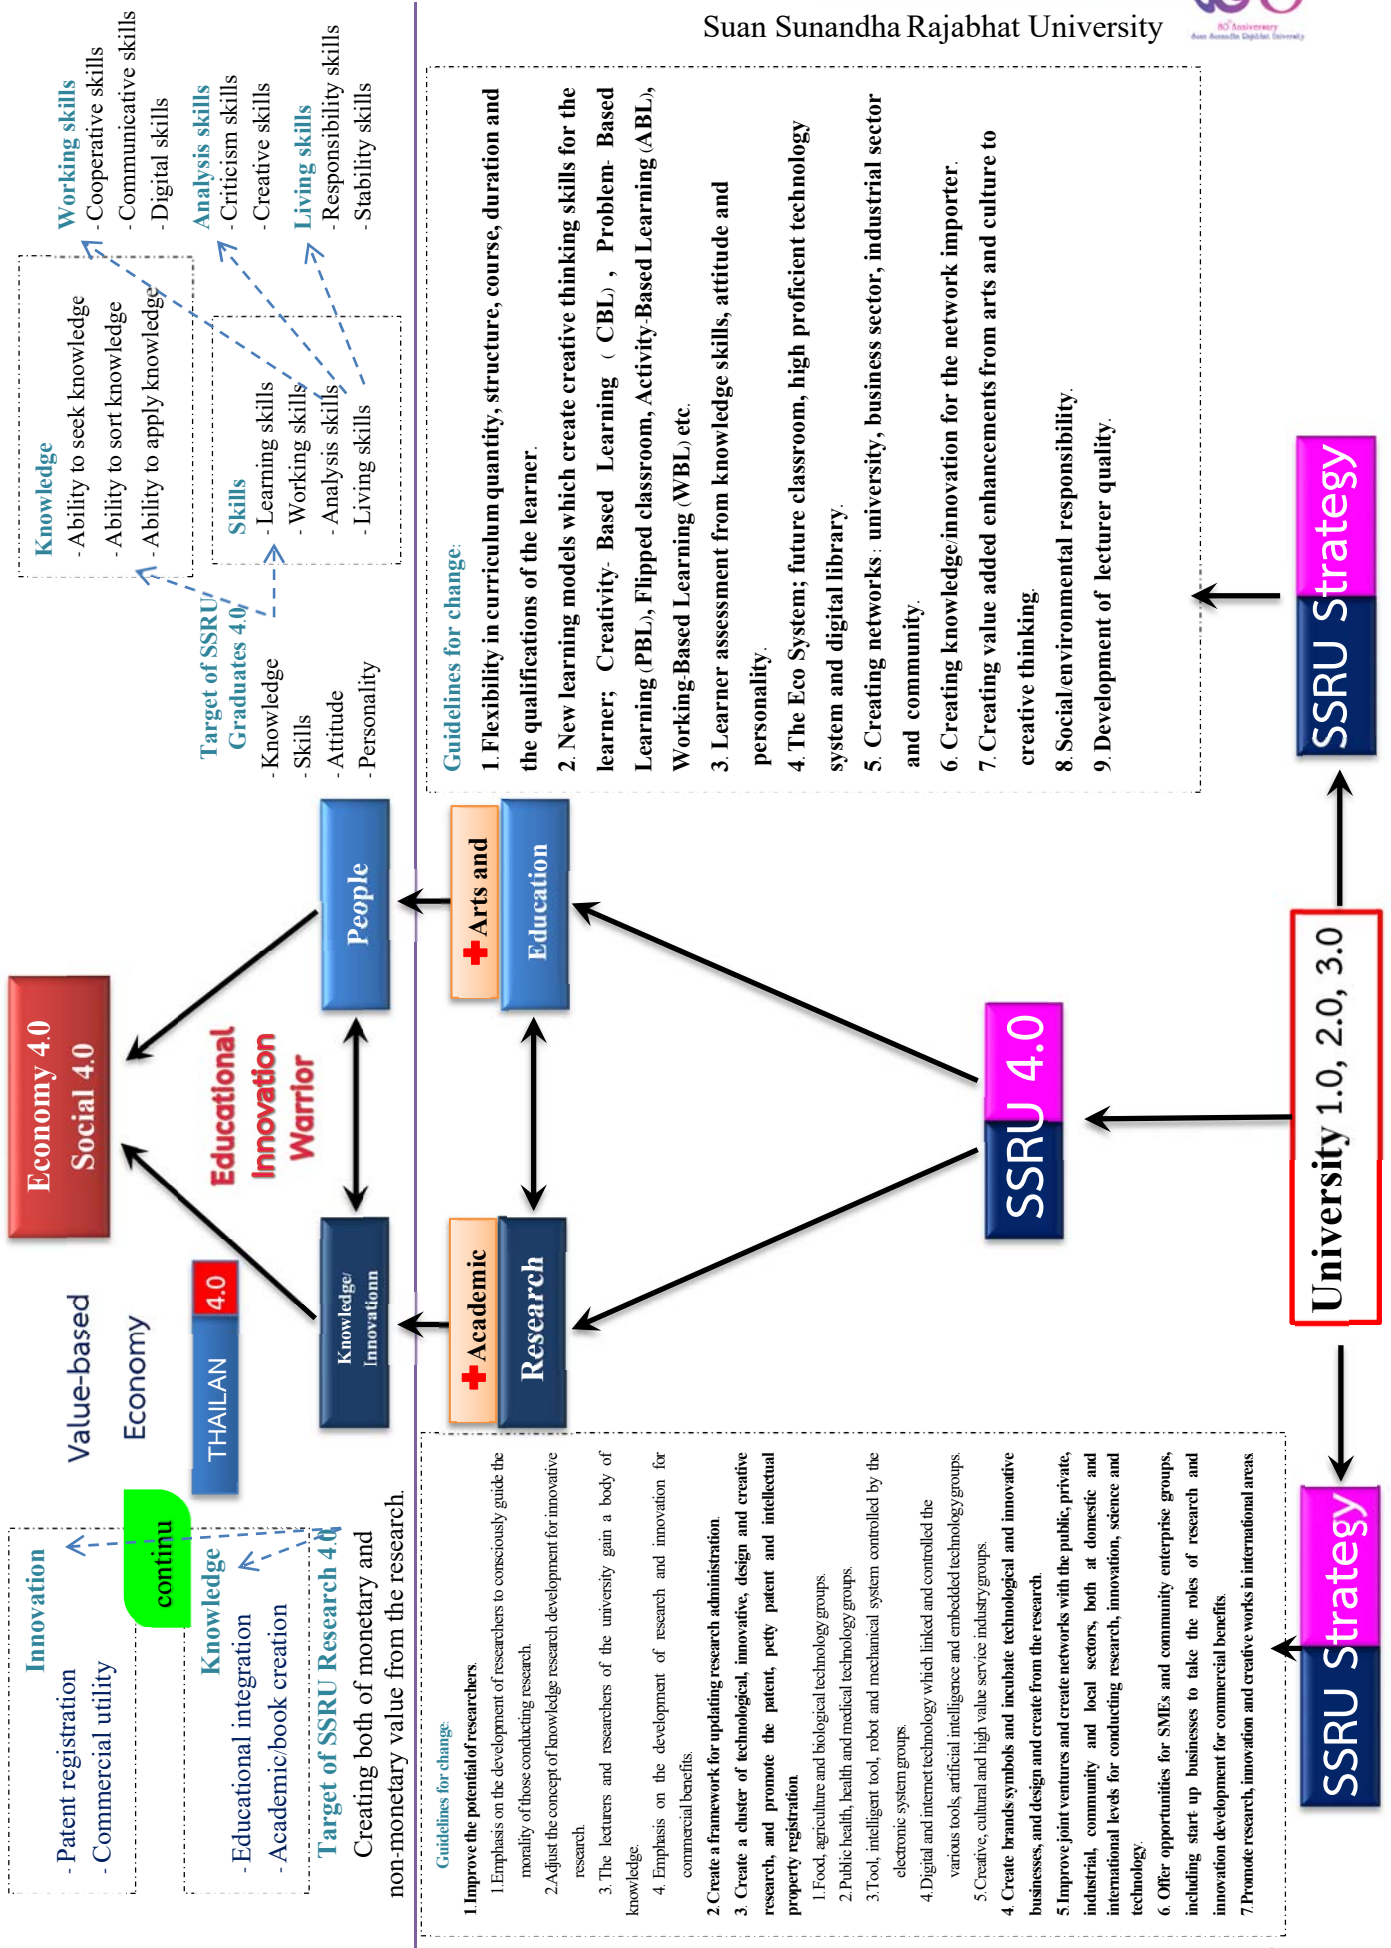 Suan Sunandha Rajabhat University
80th Anniversary
Suan Sunandha Rajabhat University
Innovation
- Patent registration
- Commercial utility
continu
Knowledge
- Educational integration
- Academic/book creation
Target of SSRU Research 4.0
Creating both of monetary and
non-monetary value from the research.
Value-based
Economy
THAILAN 4.0
Economy 4.0
Social 4.0
Educational
Innovation
Warrior
Knowledge/
Innovationn
People
Target of SSRU
Graduates 4.0
- Knowledge
- Skills
- Attitude
- Personality
Knowledge
- Ability to seek knowledge
- Ability to sort knowledge
- Ability to apply knowledge
Skills
- Learning skills
- Working skills
- Analysis skills
- Living skills
Working skills
- Cooperative skills
- Communicative skills
- Digital skills
Analysis skills
- Criticism skills
- Creative skills
Living skills
- Responsibility skills
- Stability skills
Guidelines for change:
1.Improve the potential of researchers.
1.Emphasis on the development of researchers to consciously guide the
morality of those conducting research.
2.Adjust the concept of knowledge research development for innovative
research.
3. The lecturers and researchers of the university gain a body of
knowledge.
4. Emphasis on the development of research and innovation for
commercial benefits.
2.Create a framework for updating research administration.
3. Create a cluster of technological, innovative, design and creative
research, and promote the patent, petty patent and intellectual
property registration.
1.Food, agriculture and biological technology groups.
2.Public health, health and medical technology groups.
3.Tool, intelligent tool, robot and mechanical system controlled by the
electronic system groups.
4.Digital and internet technology which linked and controlled the
various tools, artificial intelligence and embedded technology groups.
5.Creative, cultural and high value service industry groups.
4. Create brands/symbols and incubate technological and innovative
businesses, and design and create from the research.
5.Improve joint ventures and create networks with the public, private,
industrial, community and local sectors, both at domestic and
international levels for conducting research, innovation, science and
technology.
6. Offer opportunities for SMEs and community enterprise groups,
including start up businesses to take the roles of research and
innovation development for commercial benefits.
7.Promote research, innovation and creative works in international areas
Academic
Research
Arts and
Education
Guidelines for change:
1. Flexibility in curriculum quantity, structure, course, duration and
the qualifications of the learner.
2. New learning models which create creative thinking skills for the
learner; Creativity- Based Learning ( CBL) , Problem- Based
Learning (PBL), Flipped classroom, Activity-Based Learning (ABL),
Working-Based Learning (WBL) etc.
3. Learner assessment from knowledge skills, attitude and
personality.
4. The Eco System; future classroom, high proficient technology
system and digital library.
5. Creating networks : university, business sector, industrial sector
and community.
6. Creating knowledge/innovation for the network importer.
7. Creating value added enhancements from arts and culture to
creative thinking.
8. Social/environmental responsibility.
9. Development of lecturer quality.
SSRU 4.0
SSRU Strategy
University 1.0, 2.0, 3.0
SSRU Strategy